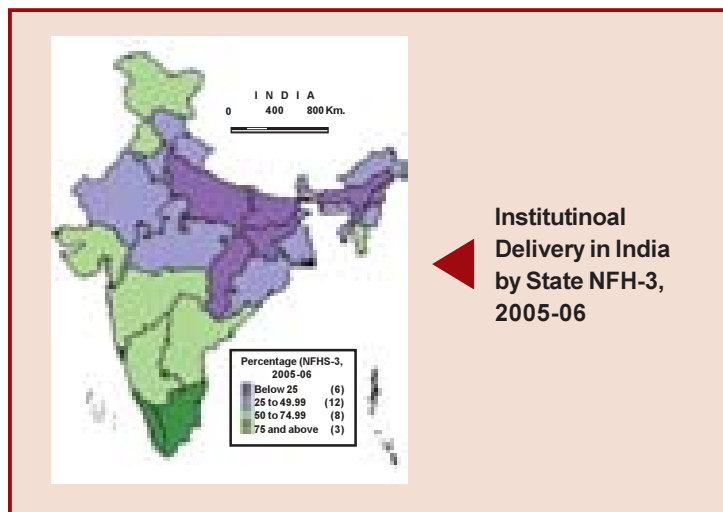 I N D I A
0 400 800 Km.
Percentage (NFHS-3,
2005-06
Below 25 (6)
25 to 49.99 (12)
50 to 74.99 (8)
75 and above (3)
Institutinoal
Delivery in India
by State NFH-3,
2005-06